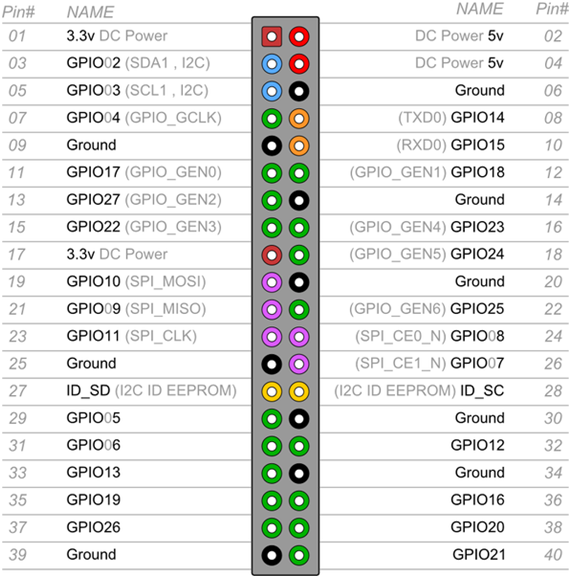 Pin# NAME NAME Pin#
01 3.3v DC Power DC Power 5v 02
03 GPIO02 (SDA1 , I2C) DC Power 5v 04
05 GPIO03 (SCL1 , I2C) Ground 06
07 GPIO04 (GPIO_GCLK) (TXD0) GPIO14 08
09 Ground (RXD0) GPIO15 10
11 GPIO17 (GPIO_GEN0) (GPIO_GEN1) GPIO18 12
13 GPIO27 (GPIO_GEN2) Ground 14
15 GPIO22 (GPIO_GEN3) (GPIO_GEN4) GPIO23 16
17 3.3v DC Power (GPIO_GEN5) GPIO24 18
19 GPIO10 (SPI_MOSI) Ground 20
21 GPIO09 (SPI_MISO) (GPIO_GEN6) GPIO25 22
23 GPIO11 (SPI_CLK) (SPI_CE0_N) GPIO08 24
25 Ground (SPI_CE1_N) GPIO07 26
27 ID_SD (I2C ID EEPROM) (I2C ID EEPROM) ID_SC 28
29 GPIO05 Ground 30
31 GPIO06 GPIO12 32
33 GPIO13 Ground 34
35 GPIO19 GPIO16 36
37 GPIO26 GPIO20 38
39 Ground GPIO21 40